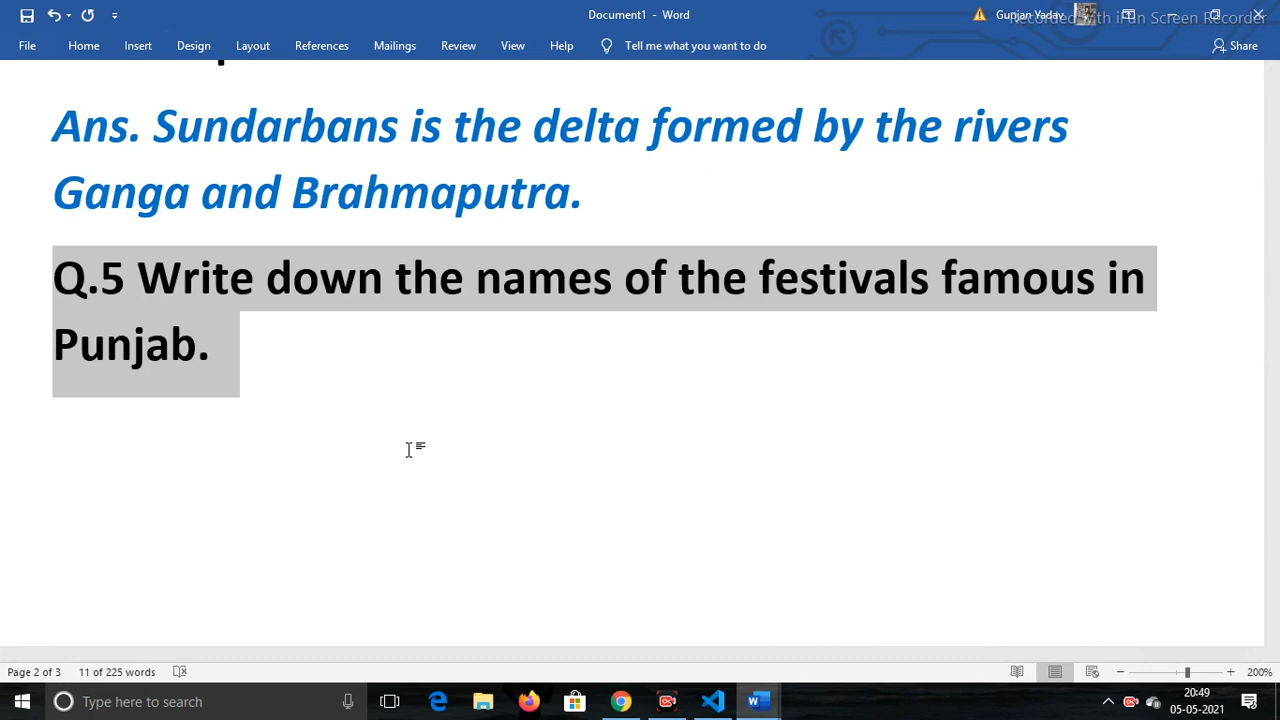 Document1 - Word
Gunjan Yadav
Recorded with iFun Screen Recorder
File Home Insert Design Layout References Mailings Review View Help Tell me what you want to do Share
Ans. Sundarbans is the delta formed by the rivers
Ganga and Brahmaputra.
Q.5 Write down the names of the festivals famous in
Punjab.
Page 2 of 3 11 of 225 words 200%
Type here to search
20:49
05-05-2021